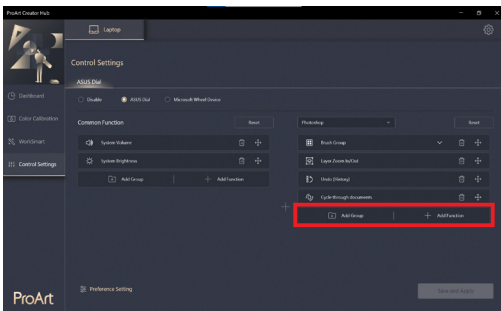 ProArt Creator Hub
Laptop
Control Settings
ASUS Dial
Disable ASUS Dial Microsoft Wheel Device
Dashboard
Color Calibration
WorkSmart
Control Settings
Common Function Reset
System Volume
System Brightness
Add Group Add Function
Photoshop Reset
Brush Group
Layer Zoom In/Out
Undo (History)
Cycle through documents
Add Group Add Function
Preference Setting
Save and Apply
ProArt